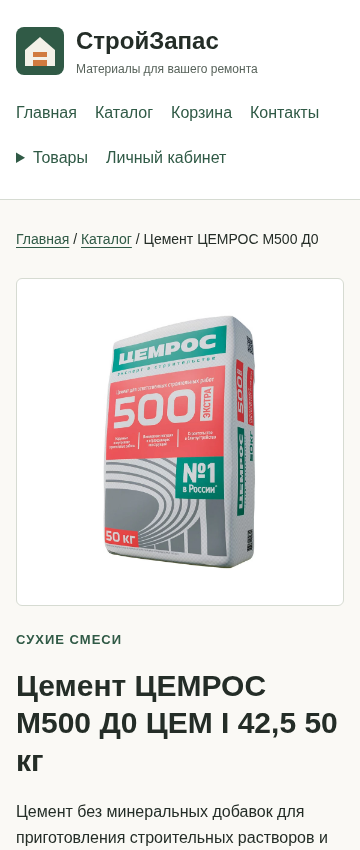 СтройЗапас
Материалы для вашего ремонта
Главная Каталог Корзина Контакты
Товары Личный кабинет
Главная / Каталог / Цемент ЦЕМРОС М500 Д0
ЦЕМРОС
500
ЭКСТРА
№1
в России
50 кг
500
ЦЕМРОС
СУХИЕ СМЕСИ
Цемент ЦЕМРОС
М500 Д0 ЦЕМ I 42,5 50
кг
Цемент без минеральных добавок для
приготовления строительных растворов и